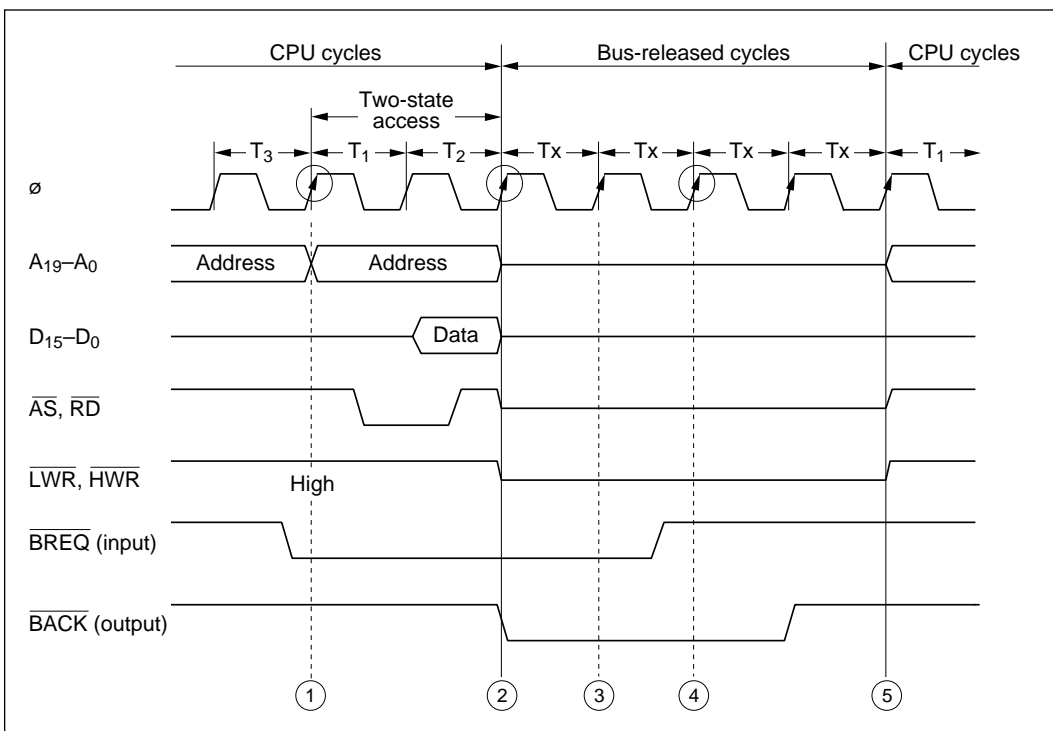 CPU cycles Bus-released cycles CPU cycles
Two-state
access
T3 T1 T2 Tx Tx Tx Tx T1
ø
A19–A0 Address Address
D15–D0 Data
AS, RD
LWR, HWR
High
BREQ (input)
BACK (output)
1 2 3 4 5